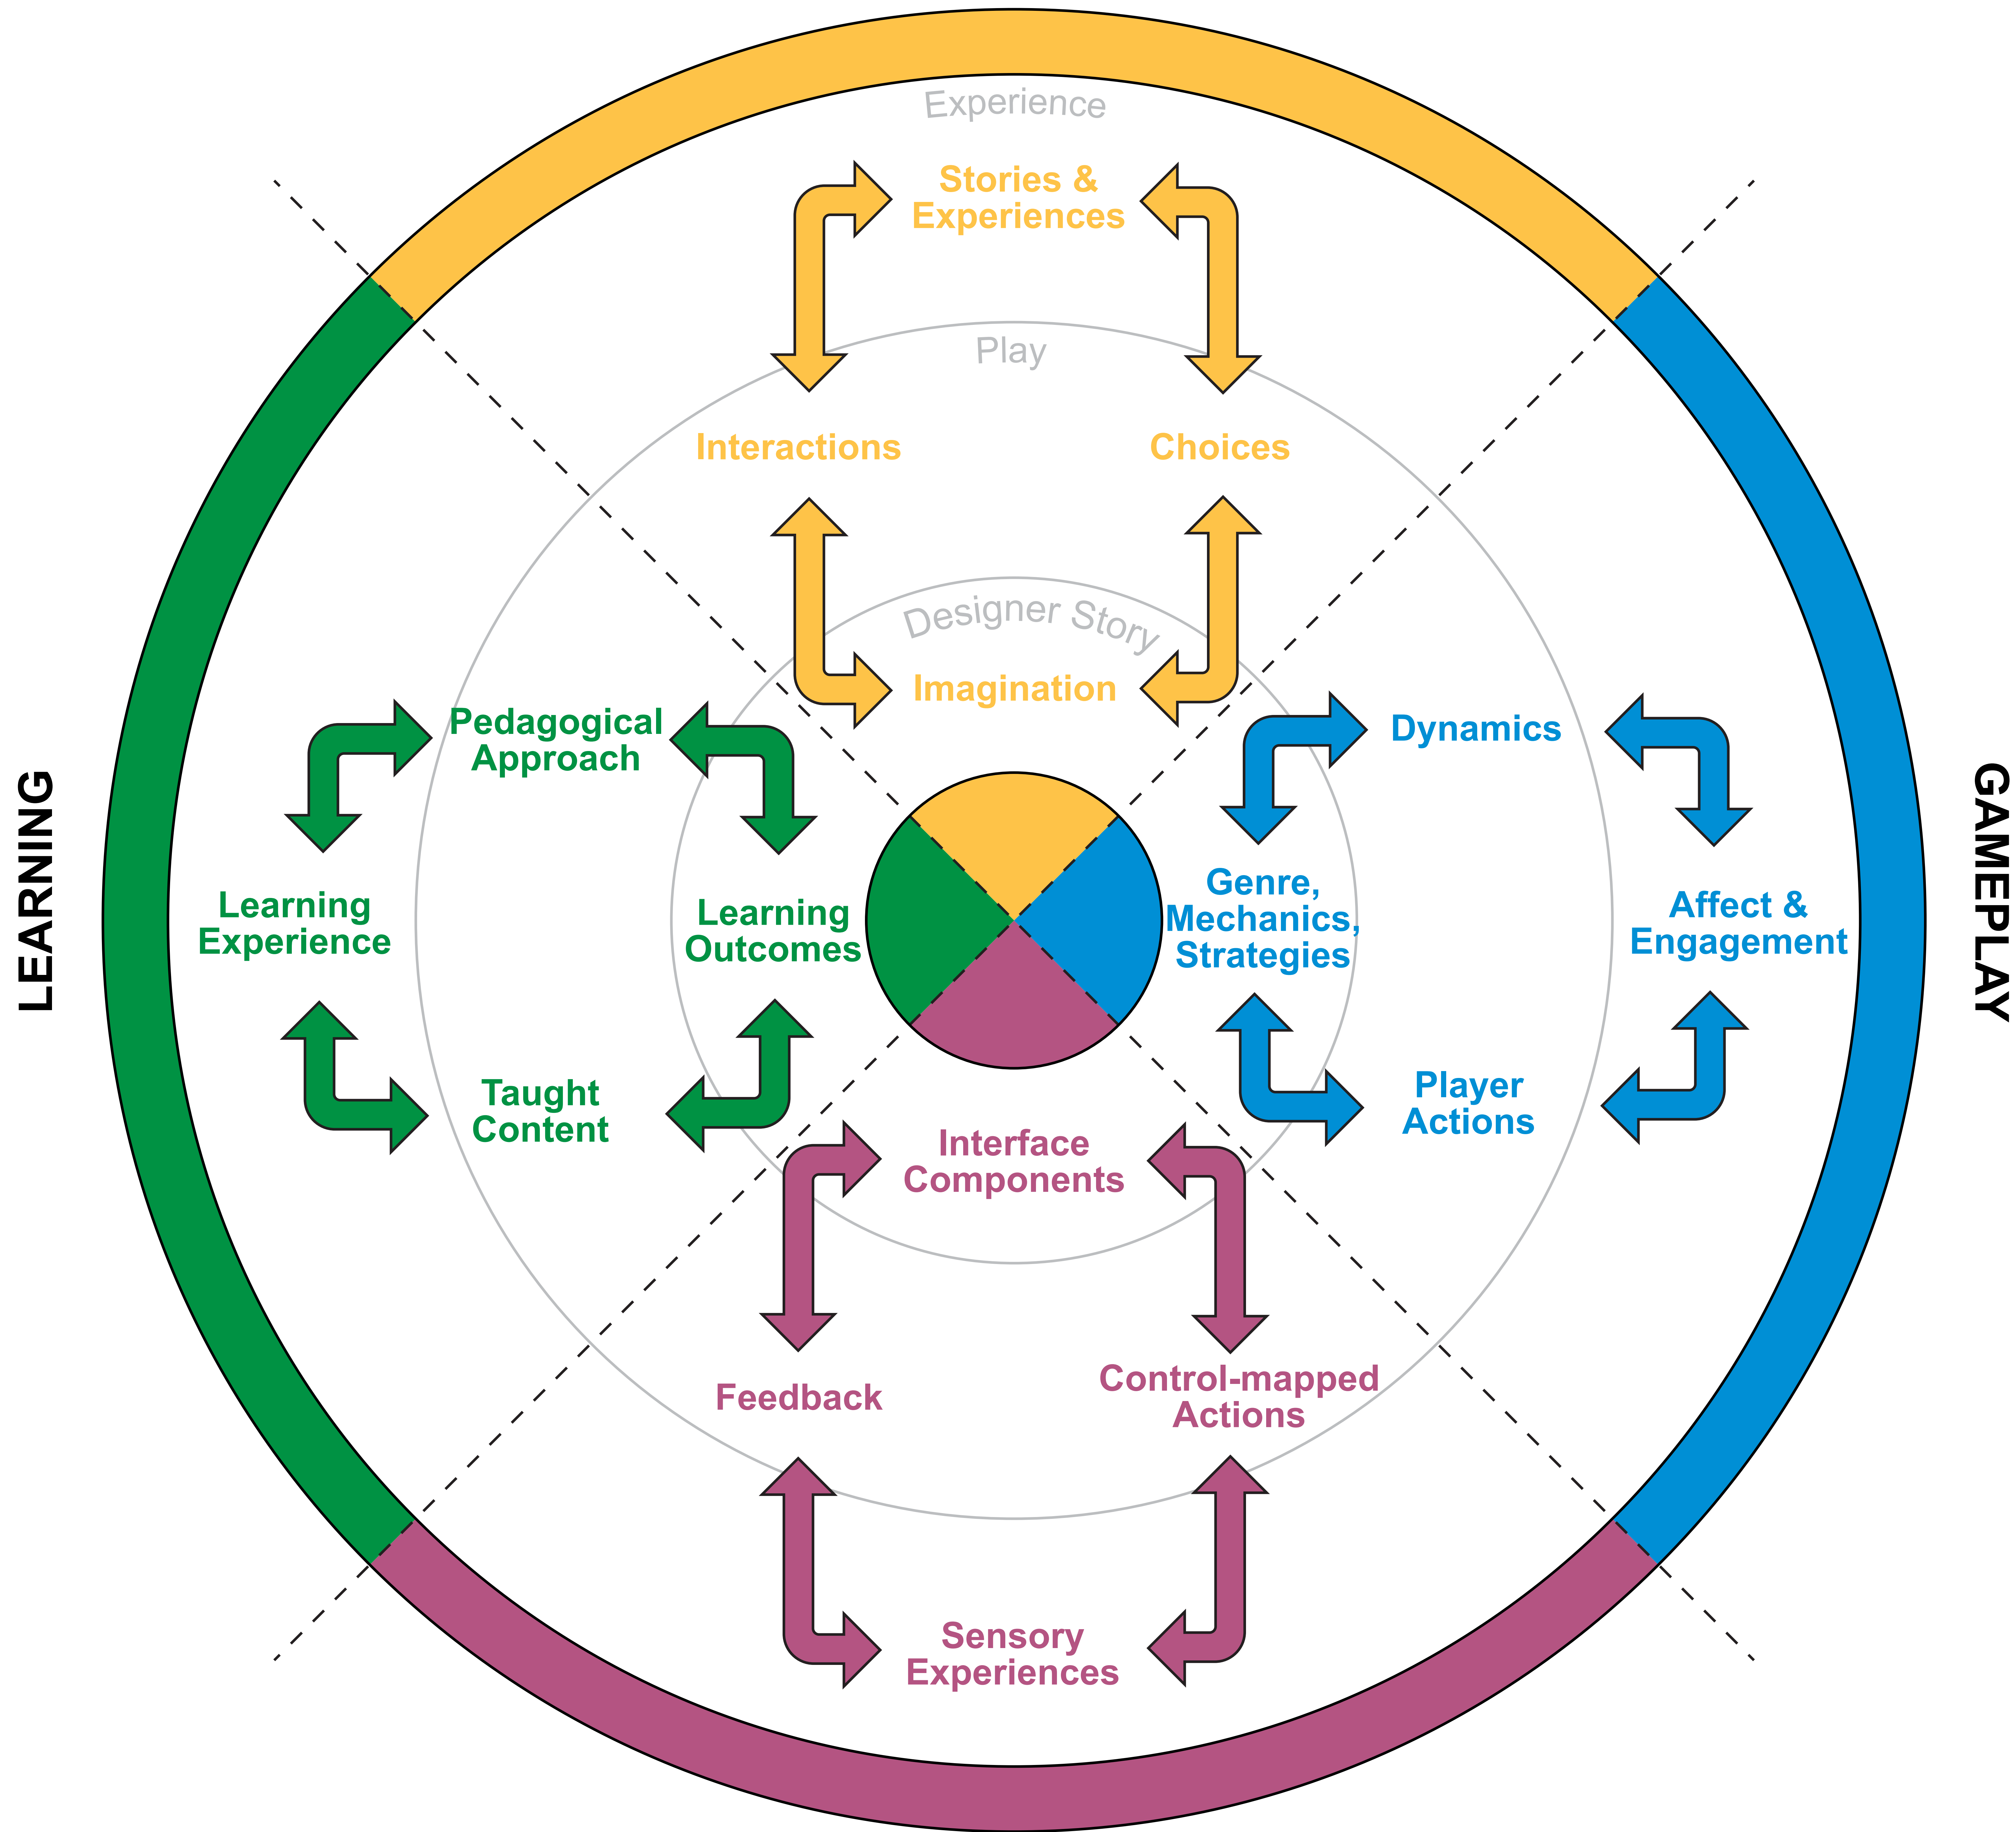 Experience
Stories &
Experiences
Play
Interactions
Choices
Designer Story
Imagination
LEARNING
Pedagogical
Approach
Learning
Experience
Learning
Outcomes
Taught
Content
Dynamics
Genre,
Mechanics,
Strategies
Affect &
Engagement
Player
Actions
GAMEPLAY
Interface
Components
Feedback
Control-mapped
Actions
Sensory
Experiences